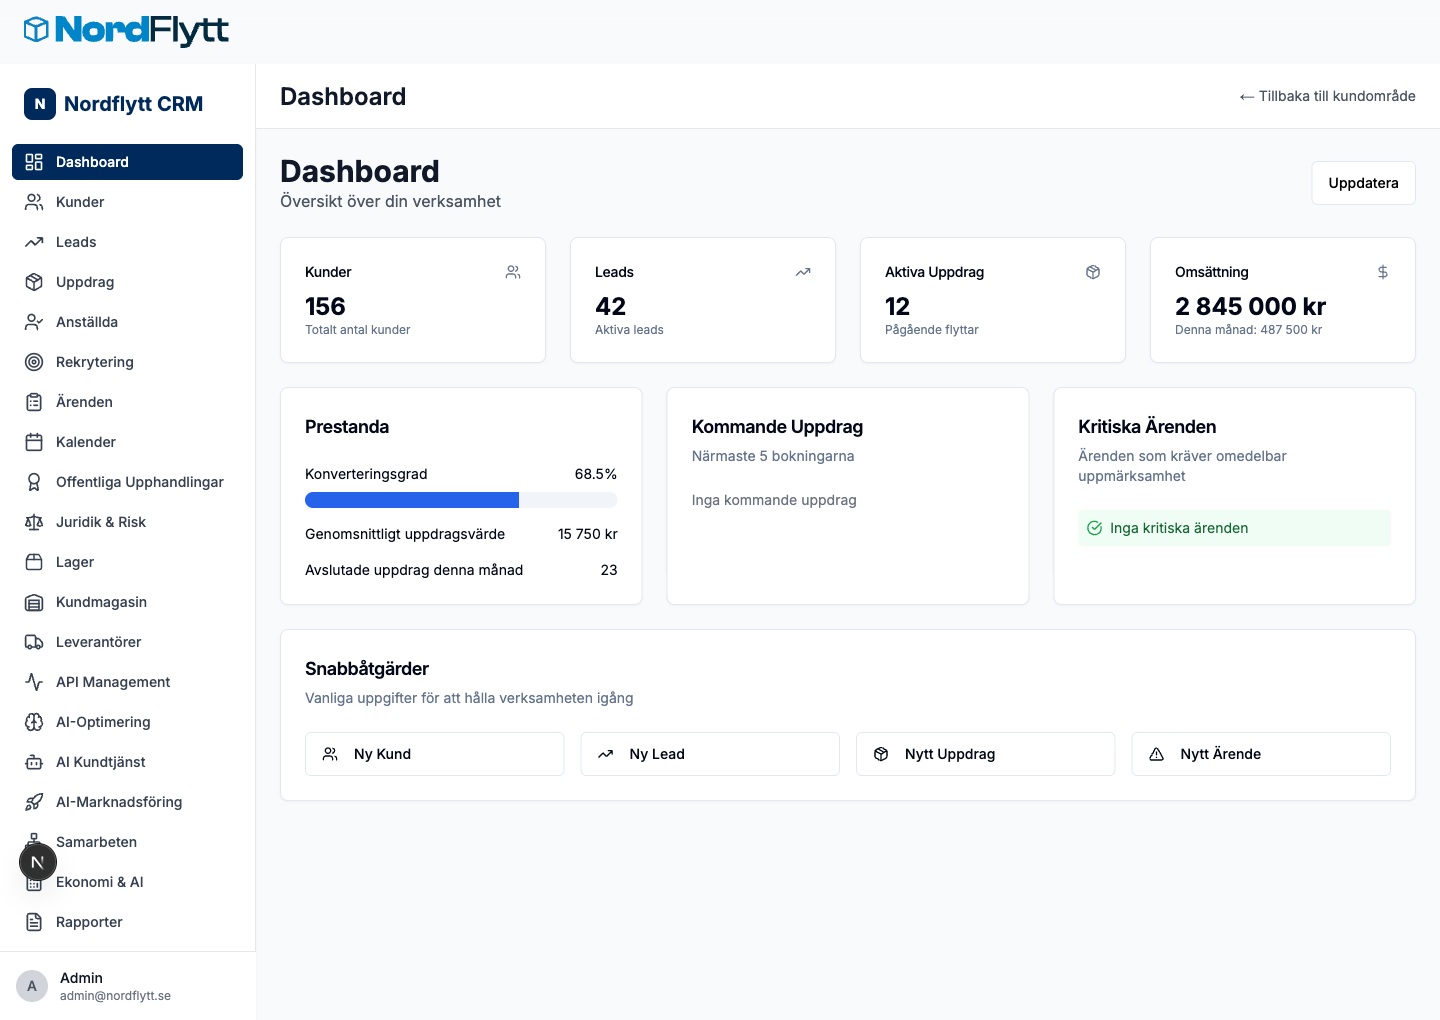 NordFlytt
N Nordflytt CRM
Dashboard
← Tillbaka till kundområde
Dashboard
Kunder
Leads
Uppdrag
Anställda
Rekrytering
Ärenden
Kalender
Offentliga Upphandlingar
Juridik & Risk
Lager
Kundmagasin
Leverantörer
API Management
AI-Optimering
AI Kundtjänst
AI-Marknadsföring
Samarbeten
N
Ekonomi & AI
Rapporter
A
Admin
admin@nordflytt.se
Dashboard
Översikt över din verksamhet
Uppdatera
Kunder
156
Totalt antal kunder
Leads
42
Aktiva leads
Aktiva Uppdrag
12
Pågående flyttar
Omsättning
2 845 000 kr
Denna månad: 487 500 kr
Prestanda
Konverteringsgrad 68.5%
Genomsnittligt uppdragsvärde 15 750 kr
Avslutade uppdrag denna månad 23
Kommande Uppdrag
Närmaste 5 bokningarna
Inga kommande uppdrag
Kritiska Ärenden
Ärenden som kräver omedelbar
uppmärksamhet
Inga kritiska ärenden
Snabbåtgärder
Vanliga uppgifter för att hålla verksamheten igång
Ny Kund
Ny Lead
Nytt Uppdrag
Nytt Ärende